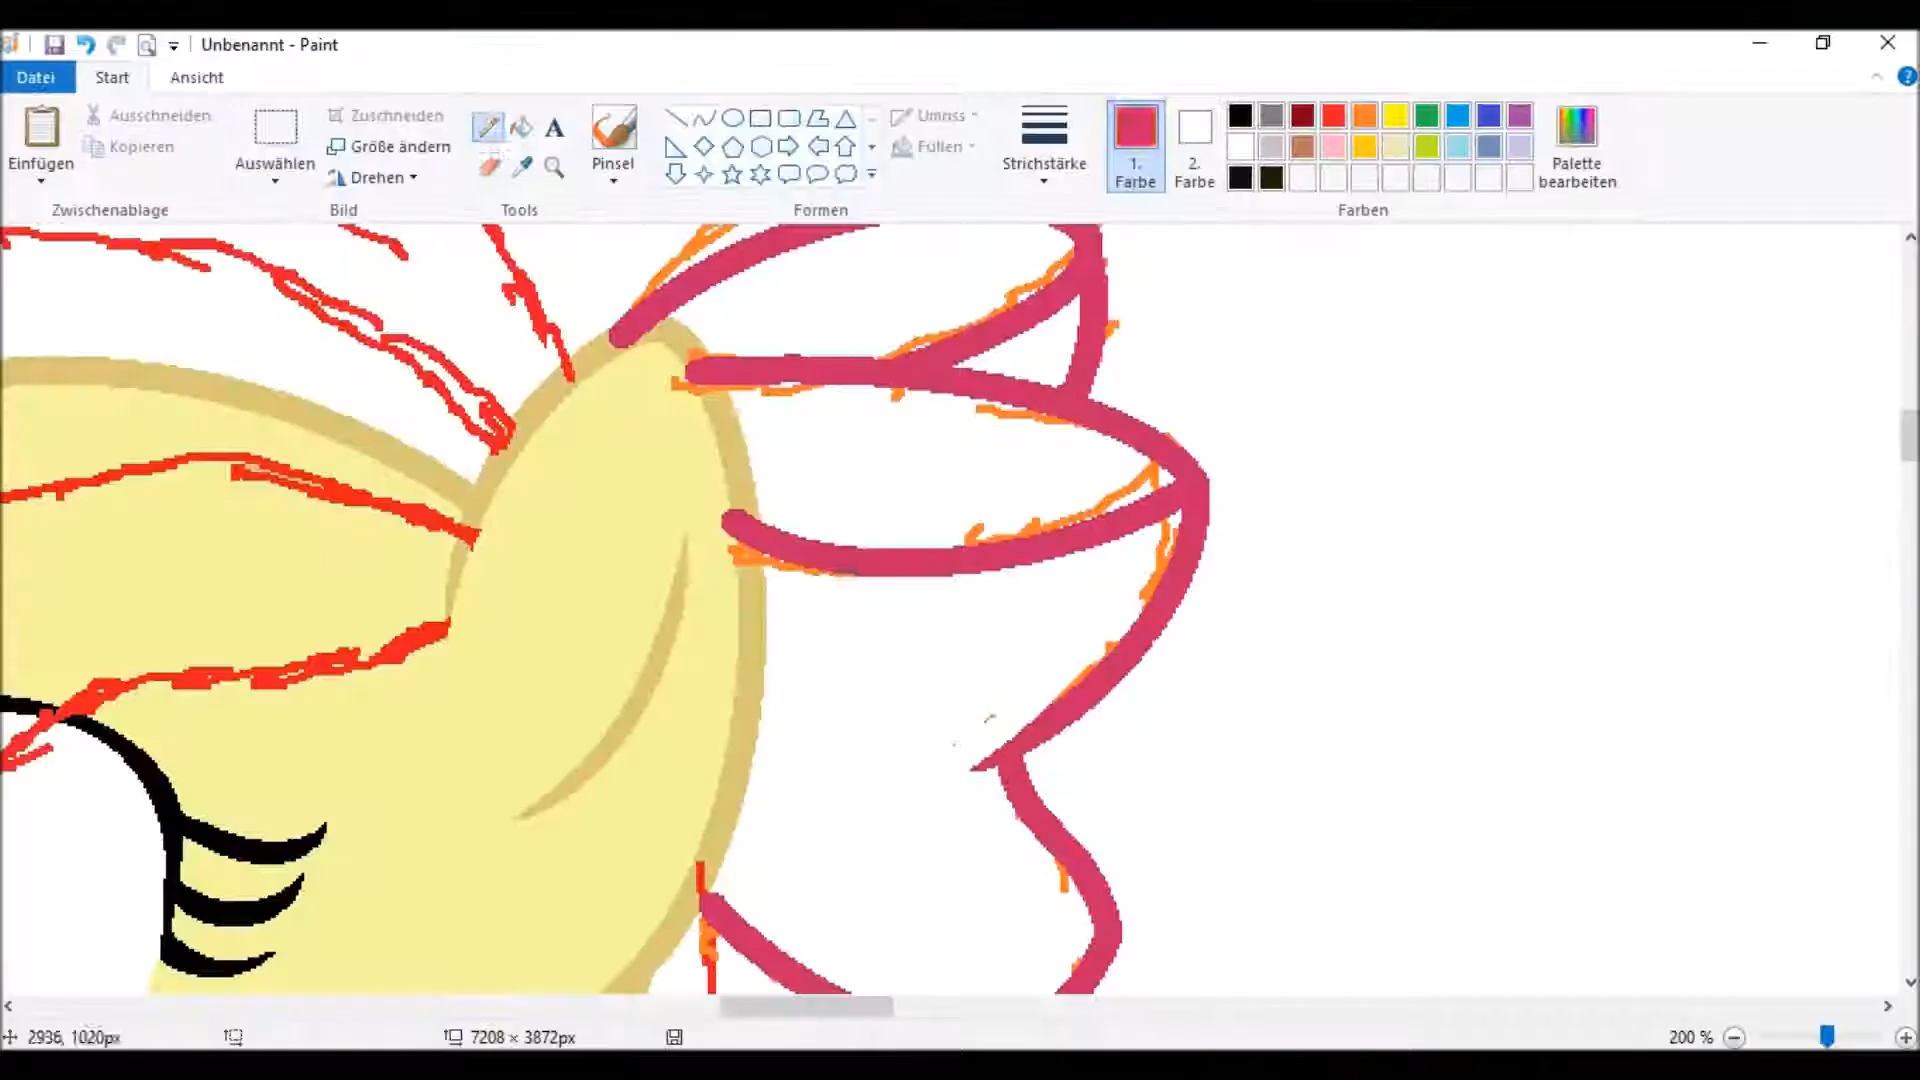 Unbenannt - Paint
Datei Start Ansicht
Ausschneiden Zuschneiden Umriss
Kopieren Größe ändern Füllen
Einfügen Auswählen Drehen Pinsel A Strichstärke 1. Farbe 2. Farbe Palette bearbeiten
Zwischenablage Bild Tools Formen Farben
2936, 1020px 7208 × 3872px 200 %